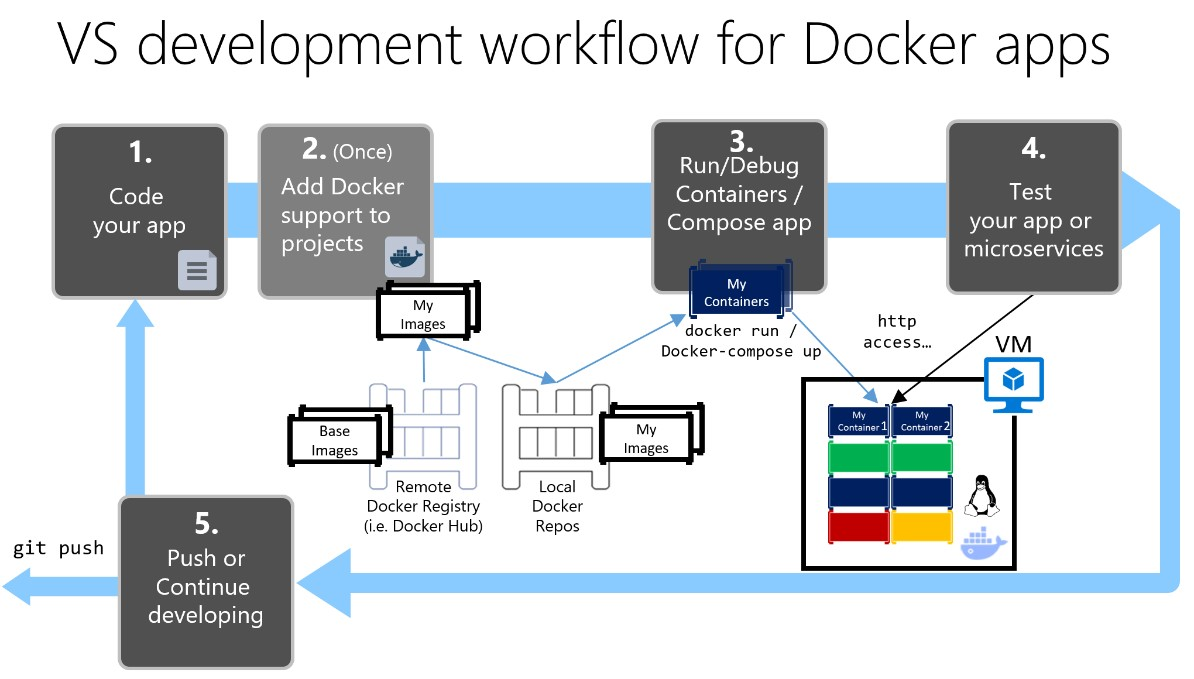 VS development workflow for Docker apps
1.
Code
your app
2. (Once)
Add Docker
support to
projects
My
Images
3.
Run/Debug
Containers /
Compose app
My
Containers
docker run /
Docker-compose up
4.
Test
your app or
microservices
http
access…
VM
My
Container 1
My
Container 2
Base
Images
Remote
Docker Registry
(i.e. Docker Hub)
Local
Docker
Repos
My
Images
5.
Push or
Continue
developing
git push